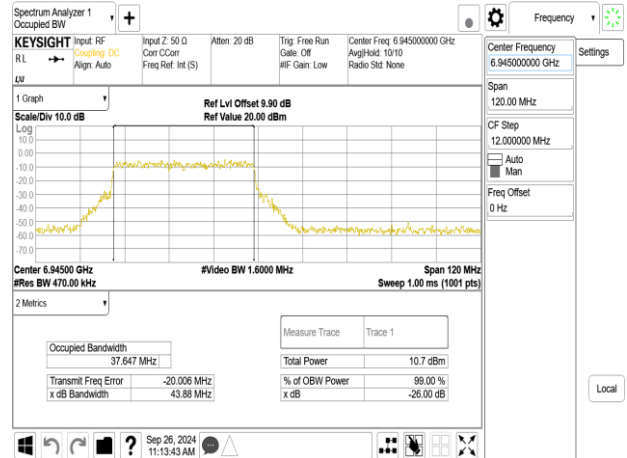 Spectrum Analyzer 1
Occupied BW
+
Frequency
KEYSIGHT
RL
Input: RF
Coupling: DC
Align: Auto
Input Z: 50 Ω
Corr CCorr
Freq Ref: Int (S)
Atten: 20 dB
Trig: Free Run
Gate: Off
#IF Gain: Low
Center Freq: 6.945000000 GHz
Avg|Hold: 10/10
Radio Std: None
Center Frequency
6.945000000 GHz
Settings
Span
120.00 MHz
CF Step
12.000000 MHz
Auto
Man
Freq Offset
0 Hz
Local
1 Graph
Scale/Div 10.0 dB
Ref Lvl Offset 9.90 dB
Ref Value 20.00 dBm
Log
10.0
0.00
-10.0
-20.0
-30.0
-40.0
-50.0
-60.0
-70.0
Center 6.94500 GHz
#Res BW 470.00 kHz
#Video BW 1.6000 MHz
Span 120 MHz
Sweep 1.00 ms (1001 pts)
2 Metrics
Measure Trace Trace 1
Occupied Bandwidth
37.647 MHz
Total Power 10.7 dBm
Transmit Freq Error -20.006 MHz
% of OBW Power 99.00 %
x dB Bandwidth 43.88 MHz
x dB -26.00 dB
?
Sep 26, 2024
11:13:43 AM